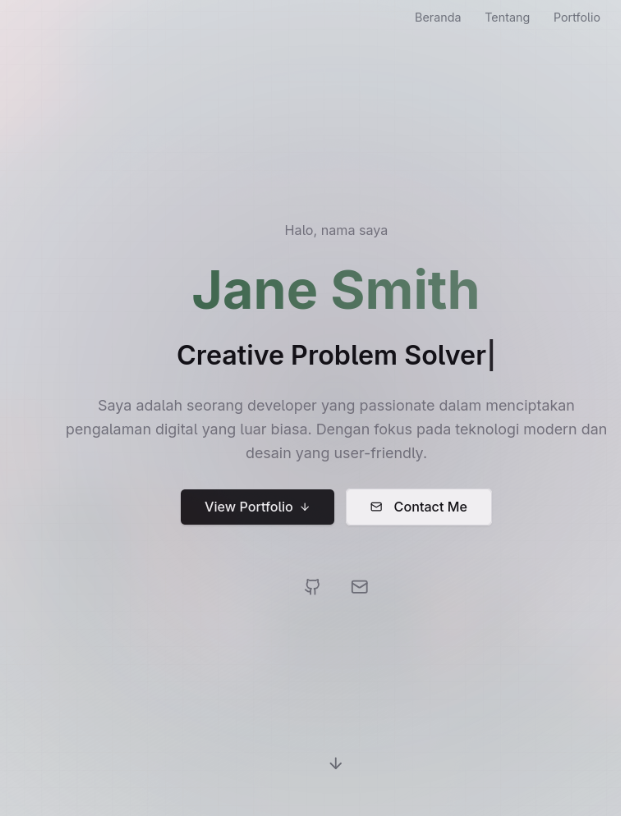 Beranda Tentang Portfolio
Halo, nama saya
Jane Smith
Creative Problem Solver|
Saya adalah seorang developer yang passionate dalam menciptakan
pengalaman digital yang luar biasa. Dengan fokus pada teknologi modern dan
desain yang user-friendly.
View Portfolio ↓ Contact Me